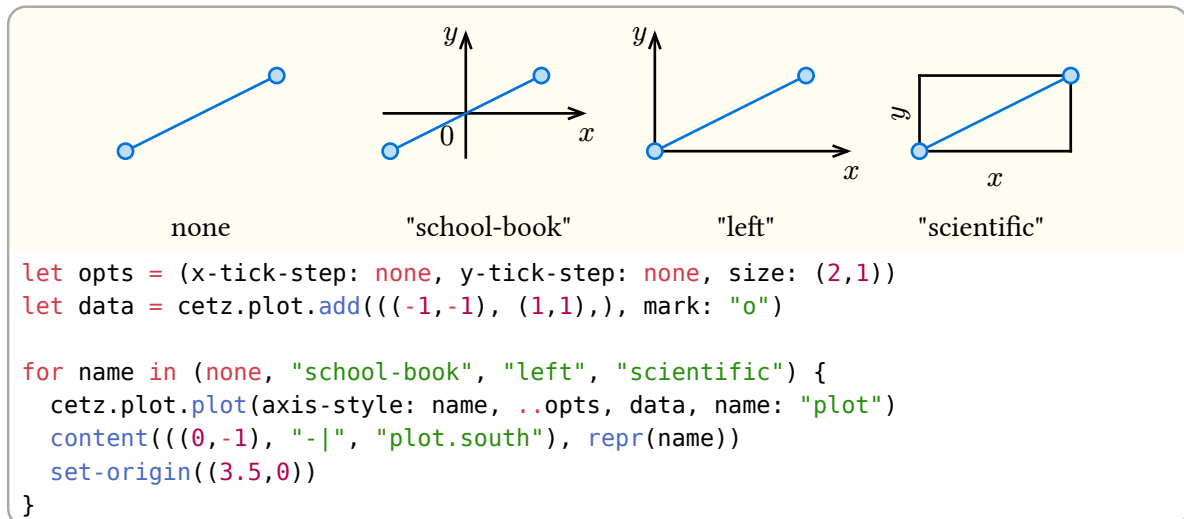 y
y
y
0
x
x
x
none
"school-book"
"left"
"scientific"
let opts = (x-tick-step: none, y-tick-step: none, size: (2,1))
let data = cetz.plot.add(((-1,-1), (1,1),), mark: "o")
for name in (none, "school-book", "left", "scientific") {
  cetz.plot.plot(axis-style: name, ..opts, data, name: "plot")
  content(((0,-1), "-|", "plot.south"), repr(name))
  set-origin((3.5,0))
}